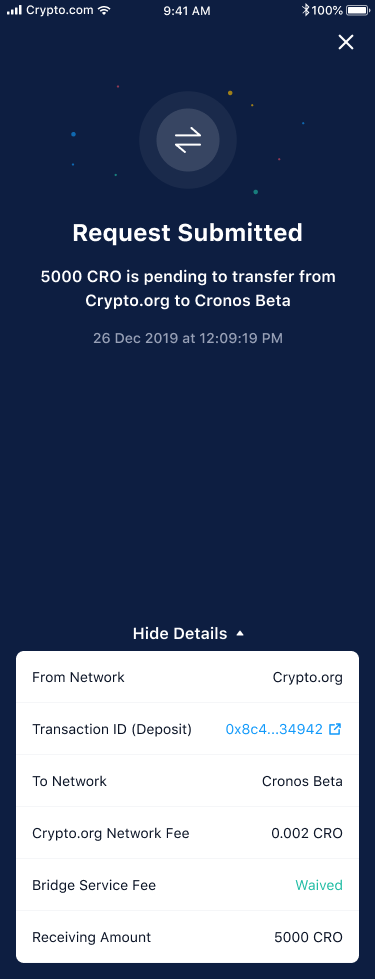 Crypto.com 9:41 AM 100%
Request Submitted
5000 CRO is pending to transfer from
Crypto.org to Cronos Beta
26 Dec 2019 at 12:09:19 PM
Hide Details
From Network Crypto.org
Transaction ID (Deposit) 0x8c4...34942
To Network Cronos Beta
Crypto.org Network Fee 0.002 CRO
Bridge Service Fee Waived
Receiving Amount 5000 CRO